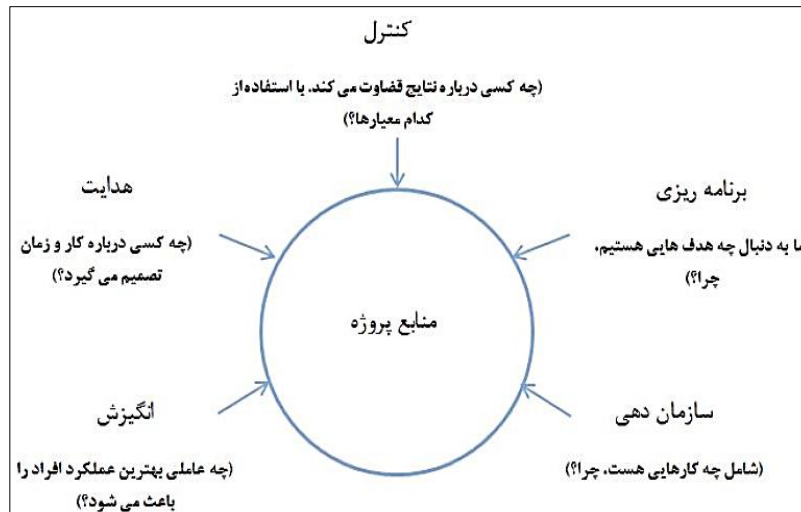 کنترل
(چه کسی درباره نتایج قضاوت می کند، با استفاده از
کدام معیارها؟)
برنامه ریزی
ما به دنبال چه هدف هایی هستیم،
چرا؟)
هدایت
(چه کسی درباره کار و زمان
تصمیم می گیرد؟)
منابع پروژه
سازمان دهی
(شامل چه کارهایی هست، چرا؟)
انگیزش
(چه عاملی بهترین عملکرد افراد را
باعث می شود؟)